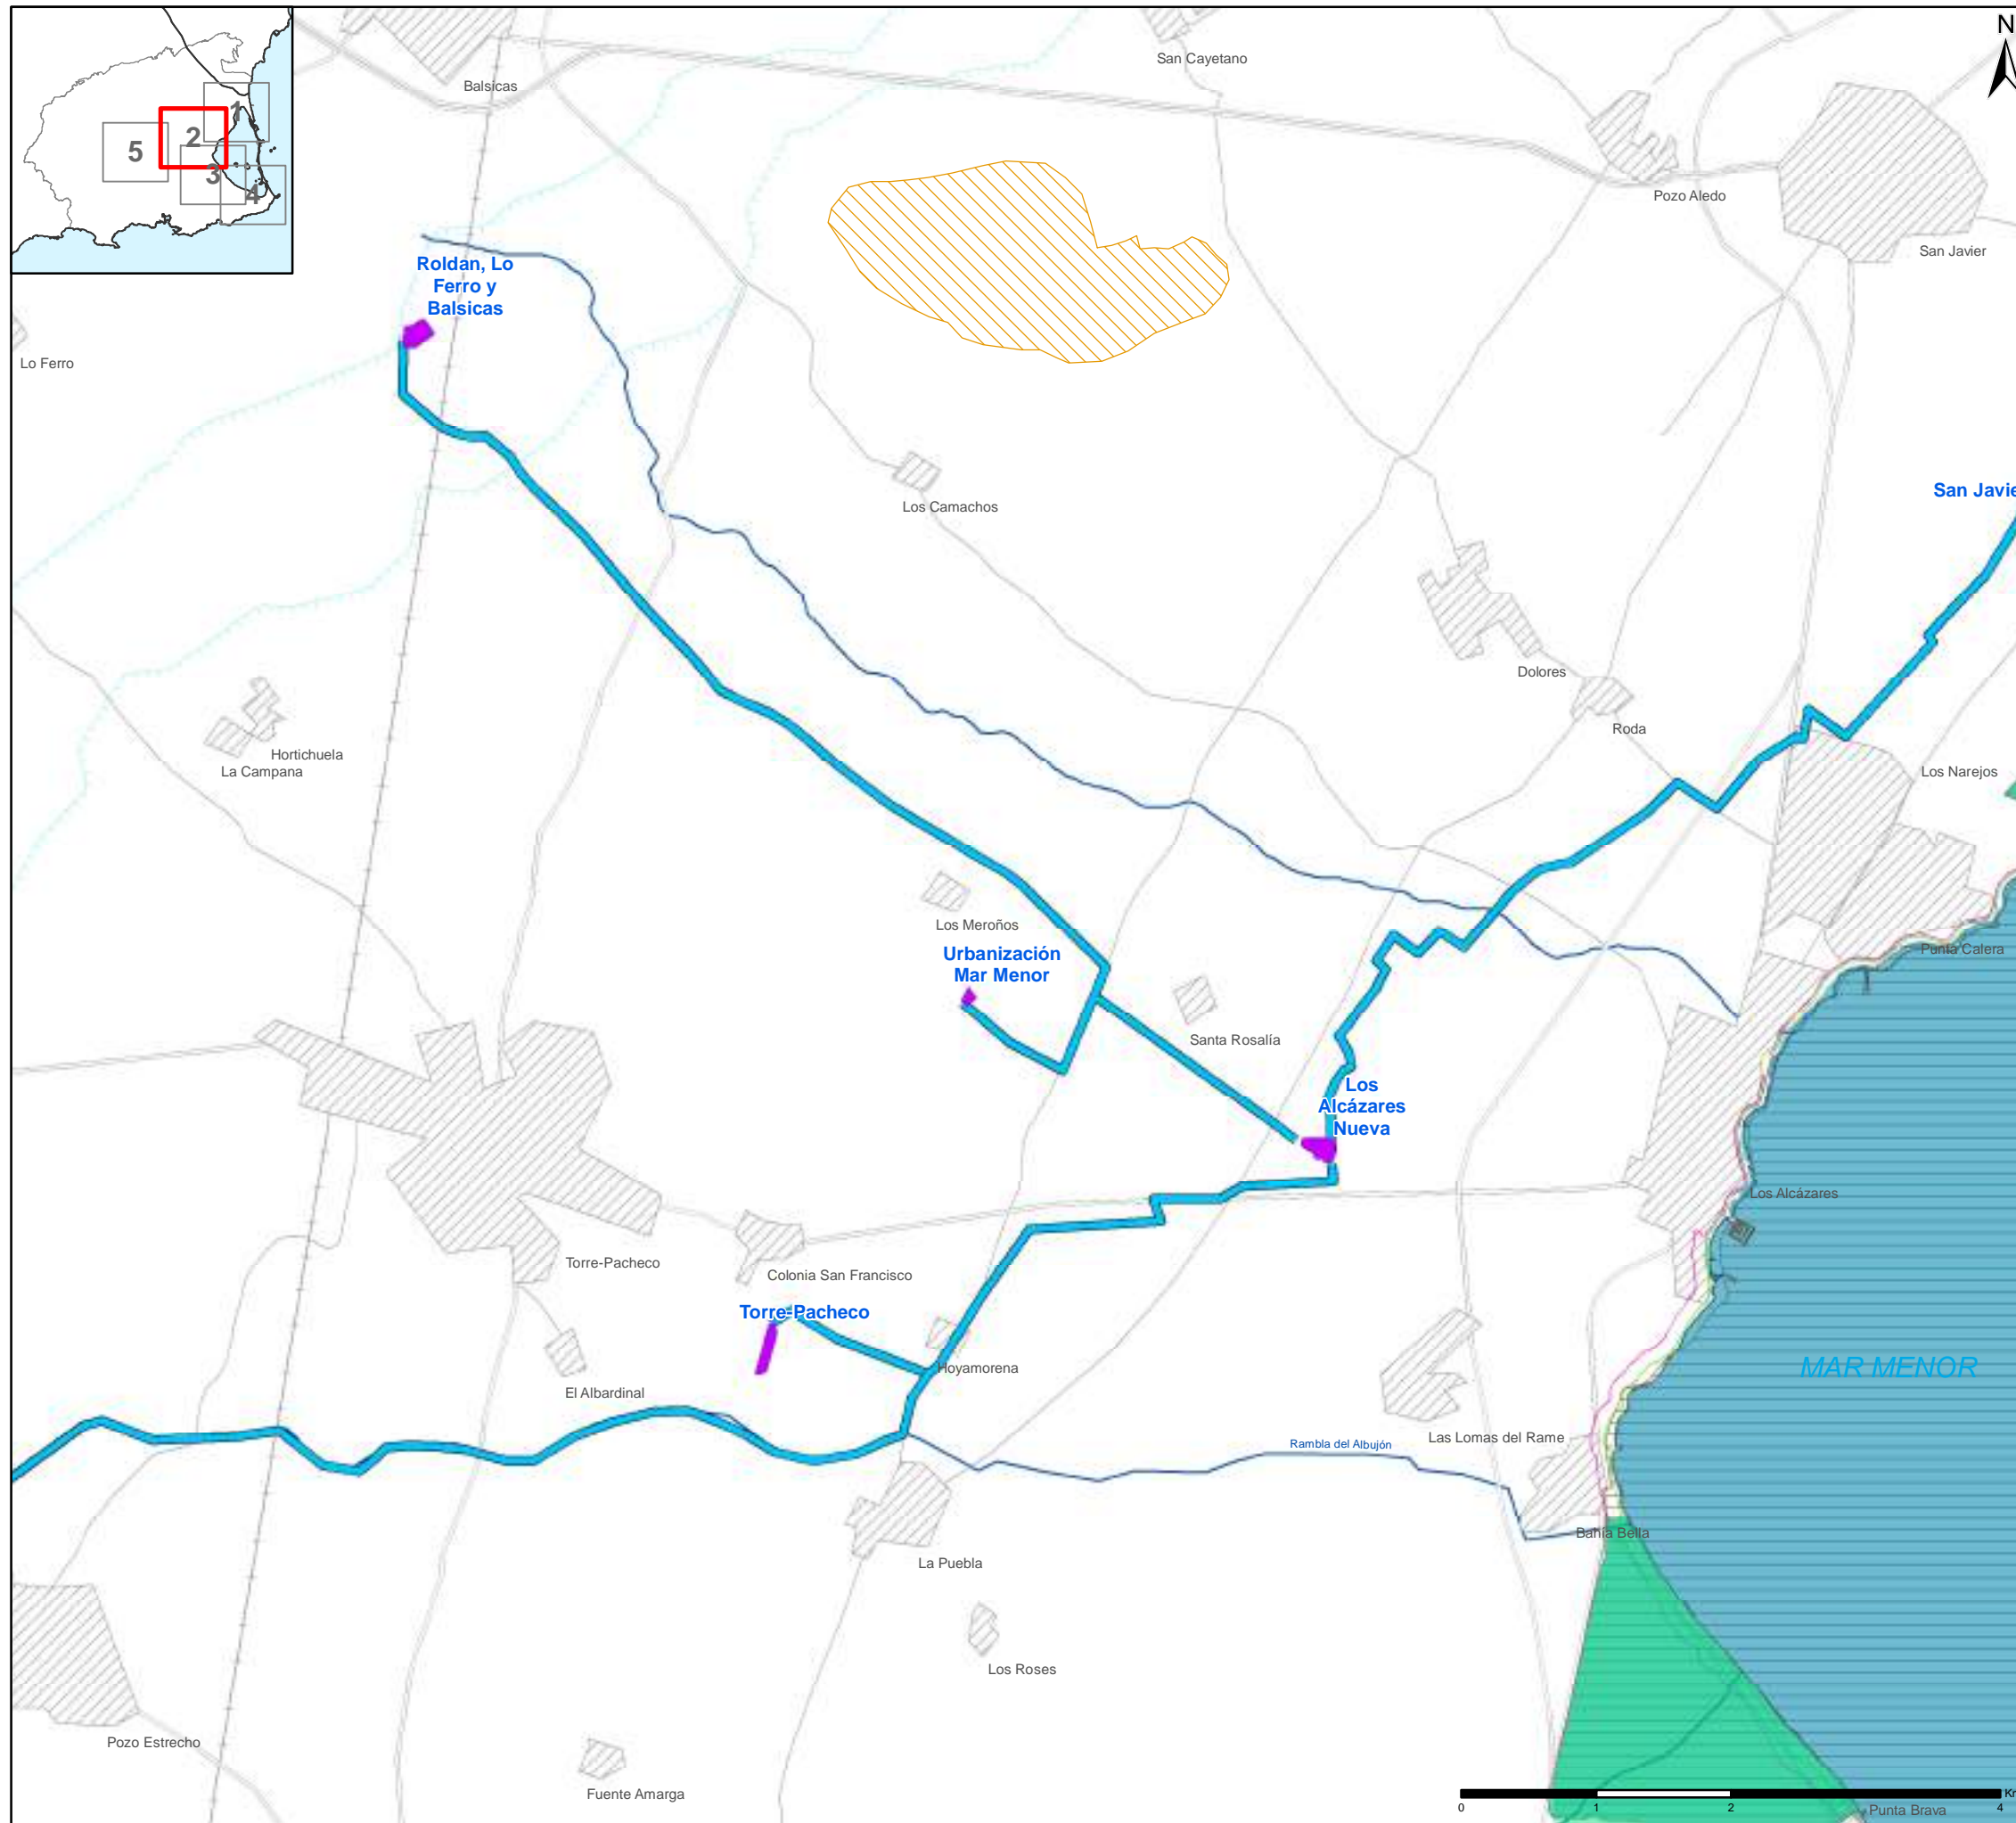 N
San Cayetano
Balsicas
1
2
5
3
4
Pozo Aledo
San Javier
Roldan, Lo
Ferro y
Balsicas
Lo Ferro
San Javie
Los Camachos
Dolores
Roda
Hortichuela
La Campana
Los Narejos
Los Meroños
Urbanización
Mar Menor
Punta Calera
Santa Rosalía
Los
Alcázares
Nueva
Los Alcázares
Torre-Pacheco
Colonia San Francisco
Torre-Pacheco
Hoyamorena
MAR MENOR
El Albardinal
Las Lomas del Rame
Rambla del Albujón
Bahía Bella
La Puebla
Los Roses
Pozo Estrecho
Fuente Amarga
Km
0
1
2
4
Punta Brava